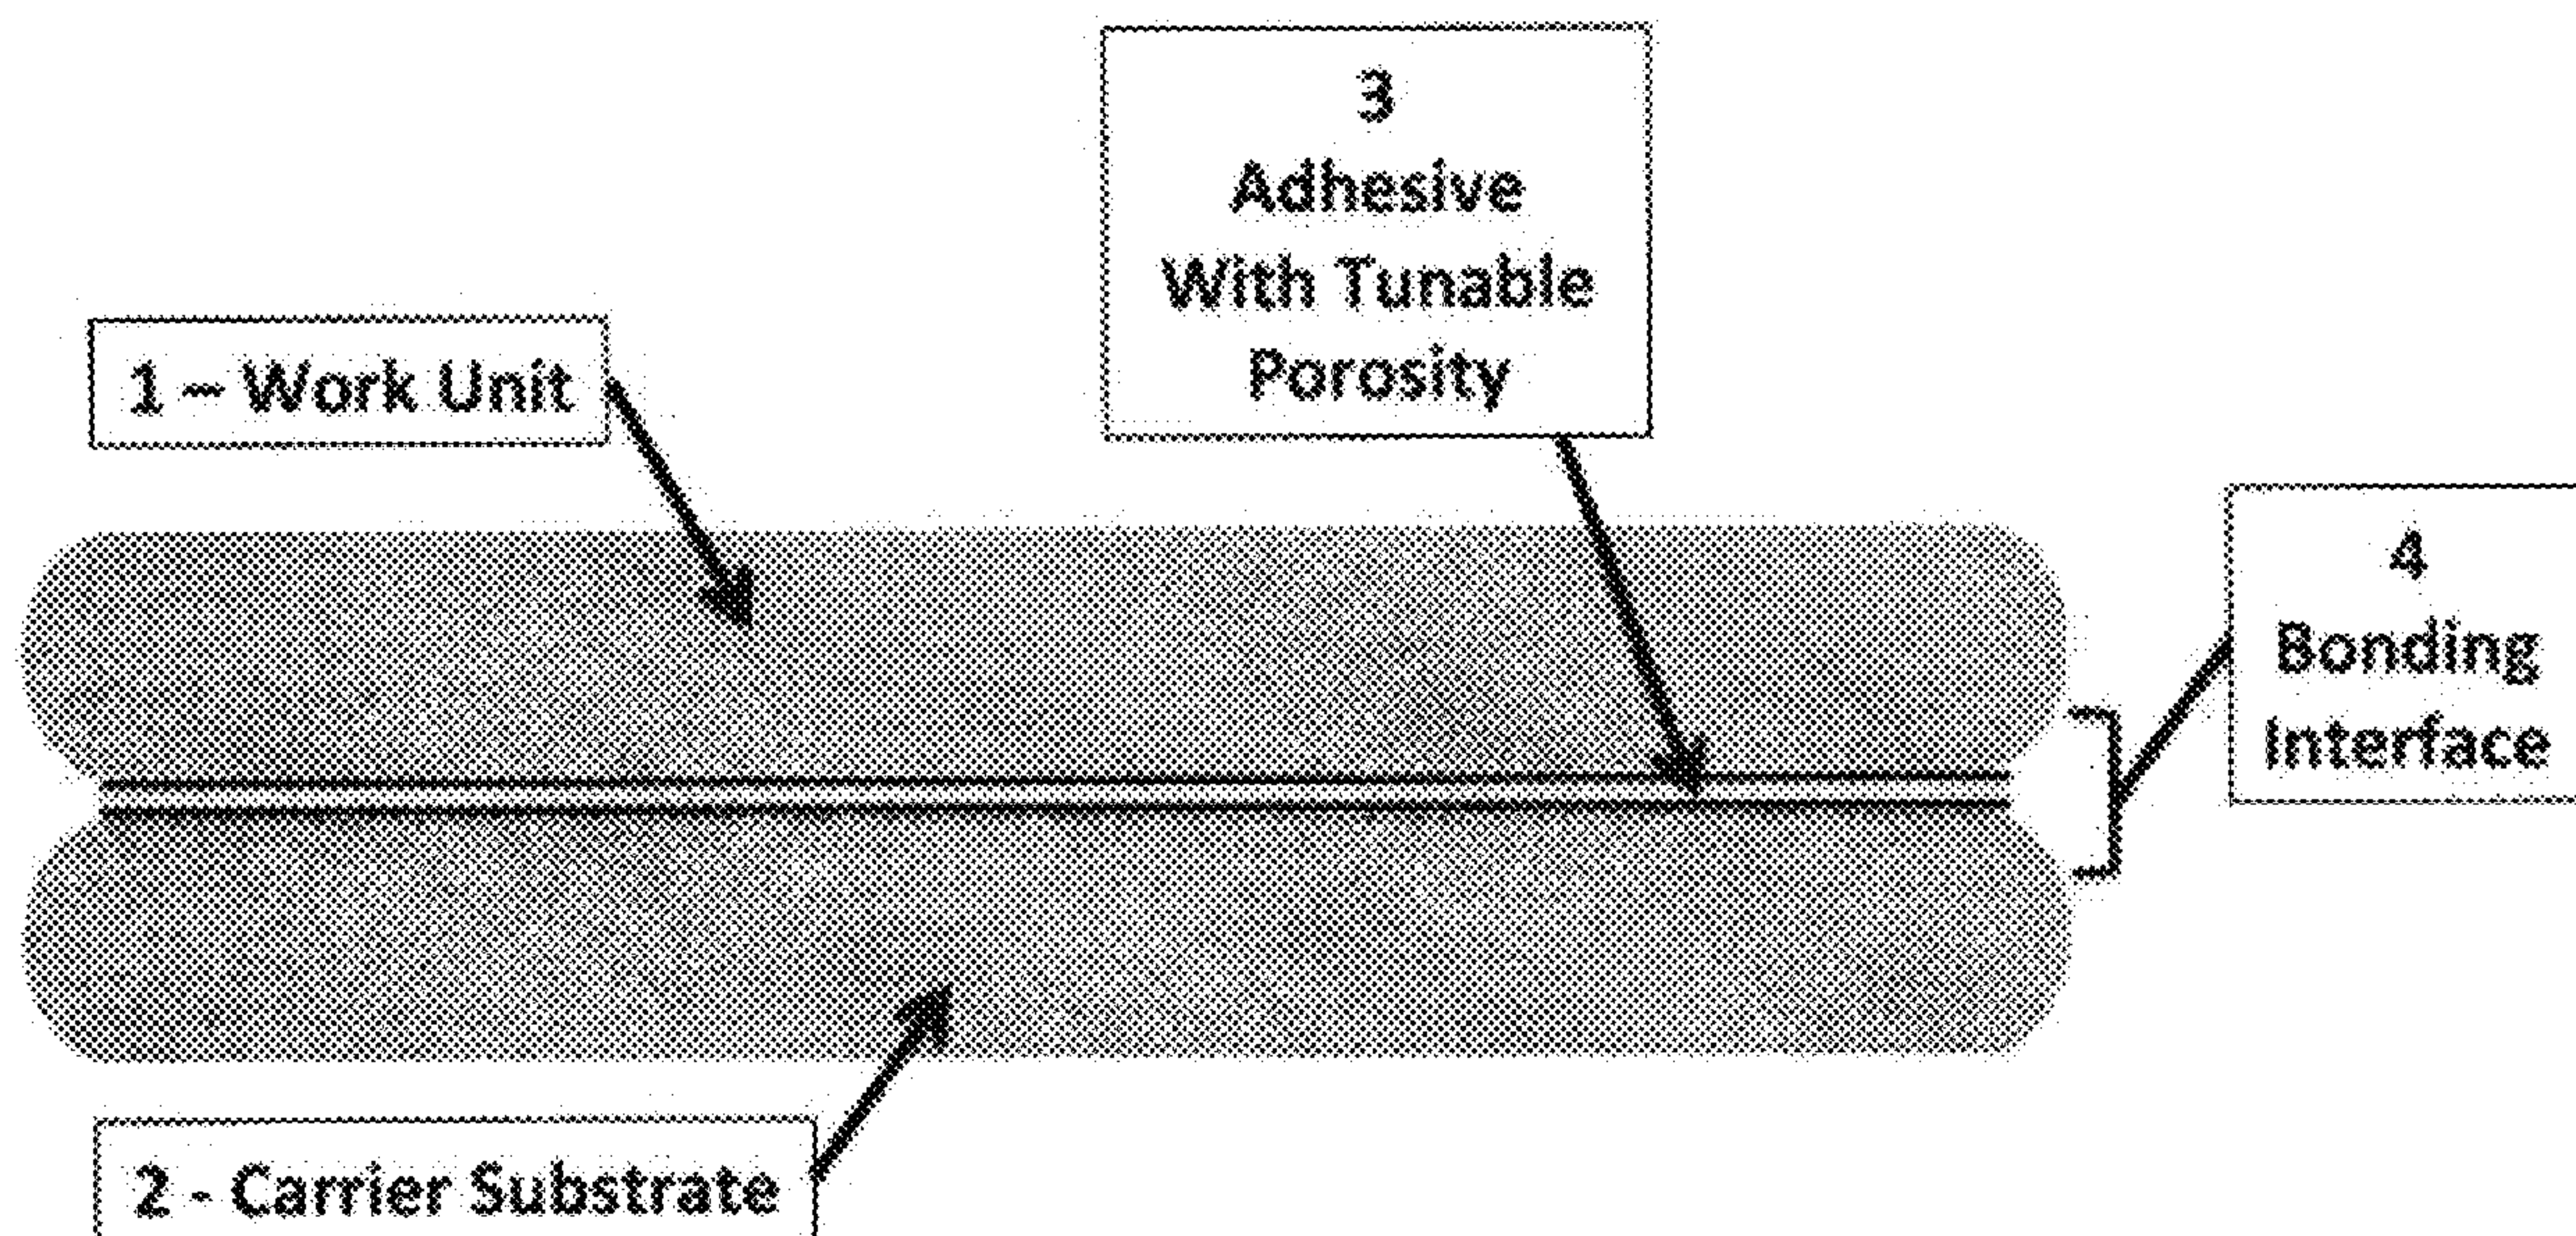 3
Adhesive
With Tunable
Porosity
1 – Work Unit
4
Bonding
Interface
2 - Carrier Substrate